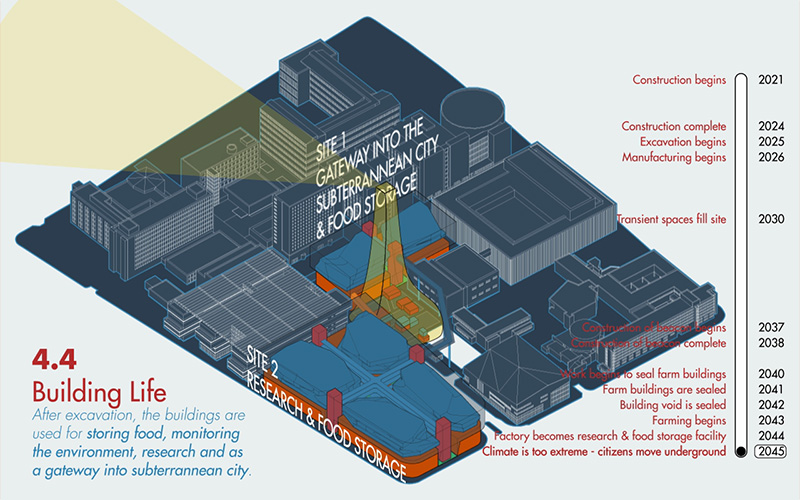 SITE 1
GATEWAY INTO THE
SUBTERRANNEAN CITY
& FOOD STORAGE
SITE 2
RESEARCH & FOOD STORAGE
4.4
Building Life
After excavation, the buildings are
used for storing food, monitoring
the environment, research and as
a gateway into subterrannean city.
Construction begins 2021
Construction complete 2024
Excavation begins 2025
Manufacturing begins 2026
Transient spaces fill site 2030
Construction of beacon begins 2037
Construction of beacon complete 2038
Work begins to seal farm buildings 2040
Farm buildings are sealed 2041
Building void is sealed 2042
Farming begins 2043
Factory becomes research & food storage facility 2044
Climate is too extreme - citizens move underground 2045